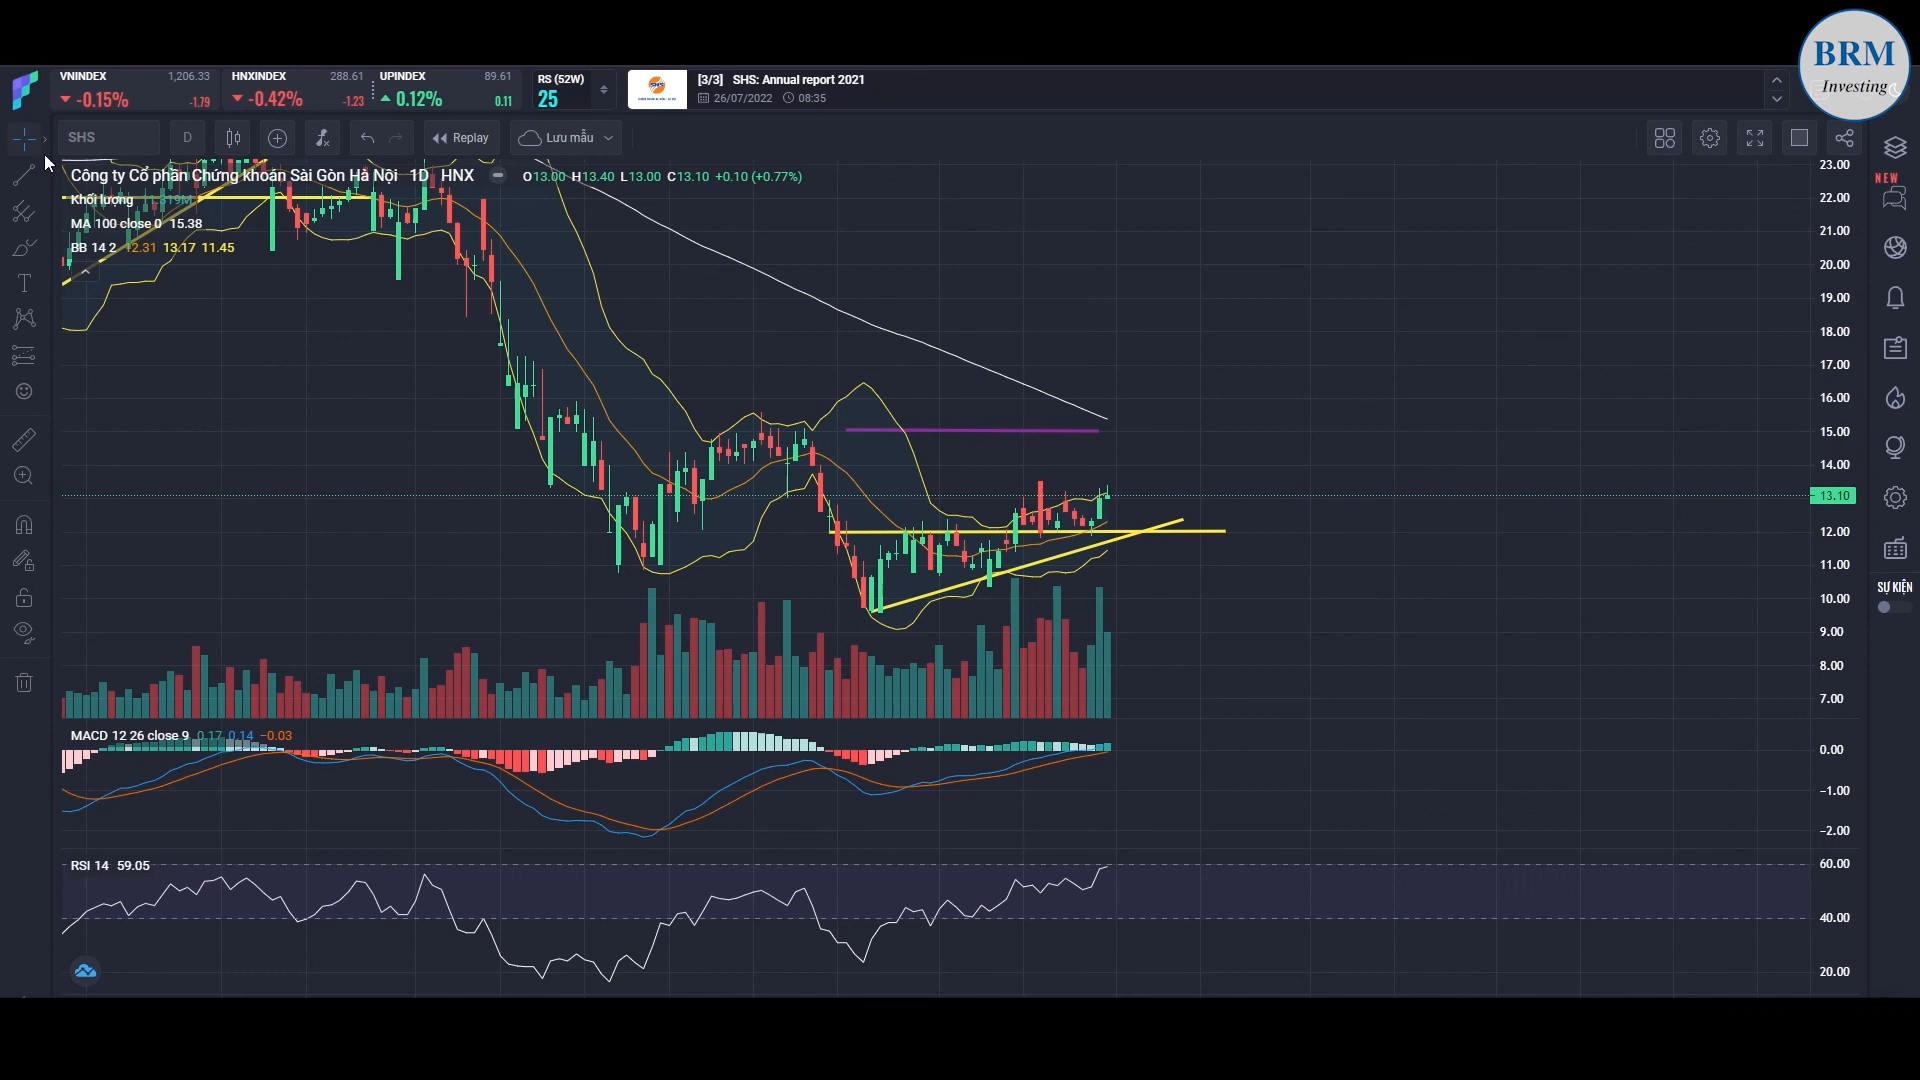 BRM
Investing
VNINDEX 1,206.33
-0.15% -1.79
HNXINDEX 288.61
-0.42% -1.23
UPINDEX 89.61
0.12% 0.11
RS (52W)
25
[3/3] SHS: Annual report 2021
26/07/2022 08:35
SHS D Replay Lưu mẫu
Công ty Cổ phần Chứng khoán Sài Gòn Hà Nội 1D HNX O13.00 H13.40 L13.00 C13.10 +0.10 (+0.77%)
Khối lượng 11.819M
MA 100 close 0 15.38
BB 14 2 12.31 13.17 11.45
23.00
22.00
21.00
20.00
19.00
18.00
17.00
16.00
15.00
14.00
13.10
12.00
11.00
10.00
9.00
8.00
7.00
MACD 12 26 close 9 0.17 0.14 −0.03
0.00
−1.00
−2.00
RSI 14 59.05
60.00
40.00
20.00
NEW
SỰ KIỆN